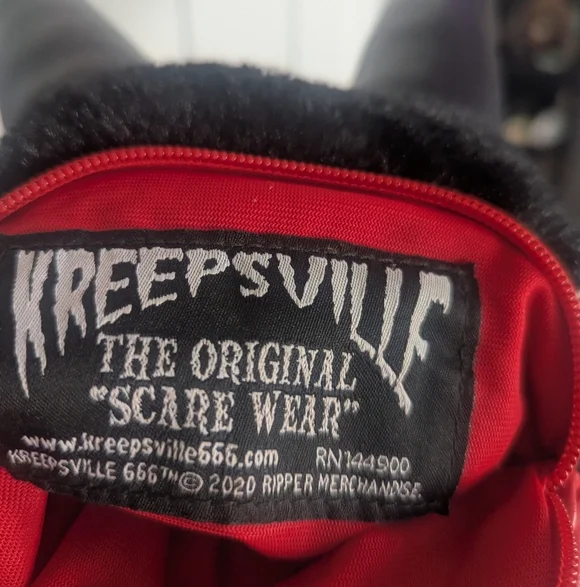 KREEPSVILLE
THE ORIGINAL
"SCARE WEAR"
www.kreepsville666.com RN144900
KREEPSVILLE 666™© 2020 RIPPER MERCHANDISE.